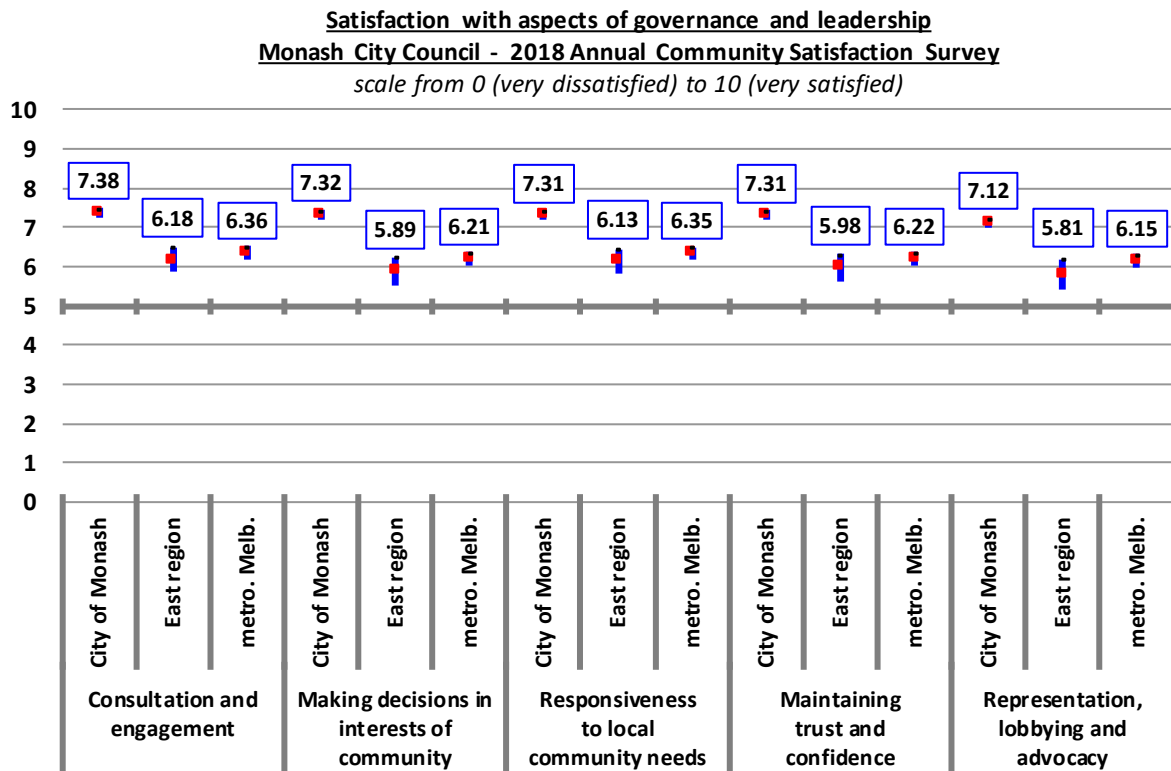 Satisfaction with aspects of governance and leadership
Monash City Council - 2018 Annual Community Satisfaction Survey
scale from 0 (very dissatisfied) to 10 (very satisfied)
10
9
8
7
6
5
4
3
2
1
0
7.38
6.18
6.36
7.32
5.89
6.21
7.31
6.13
6.35
7.31
5.98
6.22
7.12
5.81
6.15
City of Monash
East region
metro. Melb.
City of Monash
East region
metro. Melb.
City of Monash
East region
metro. Melb.
City of Monash
East region
metro. Melb.
City of Monash
East region
metro. Melb.
Consultation and
engagement
Making decisions in
interests of
community
Responsiveness
to local
community needs
Maintaining
trust and
confidence
Representation,
lobbying and
advocacy